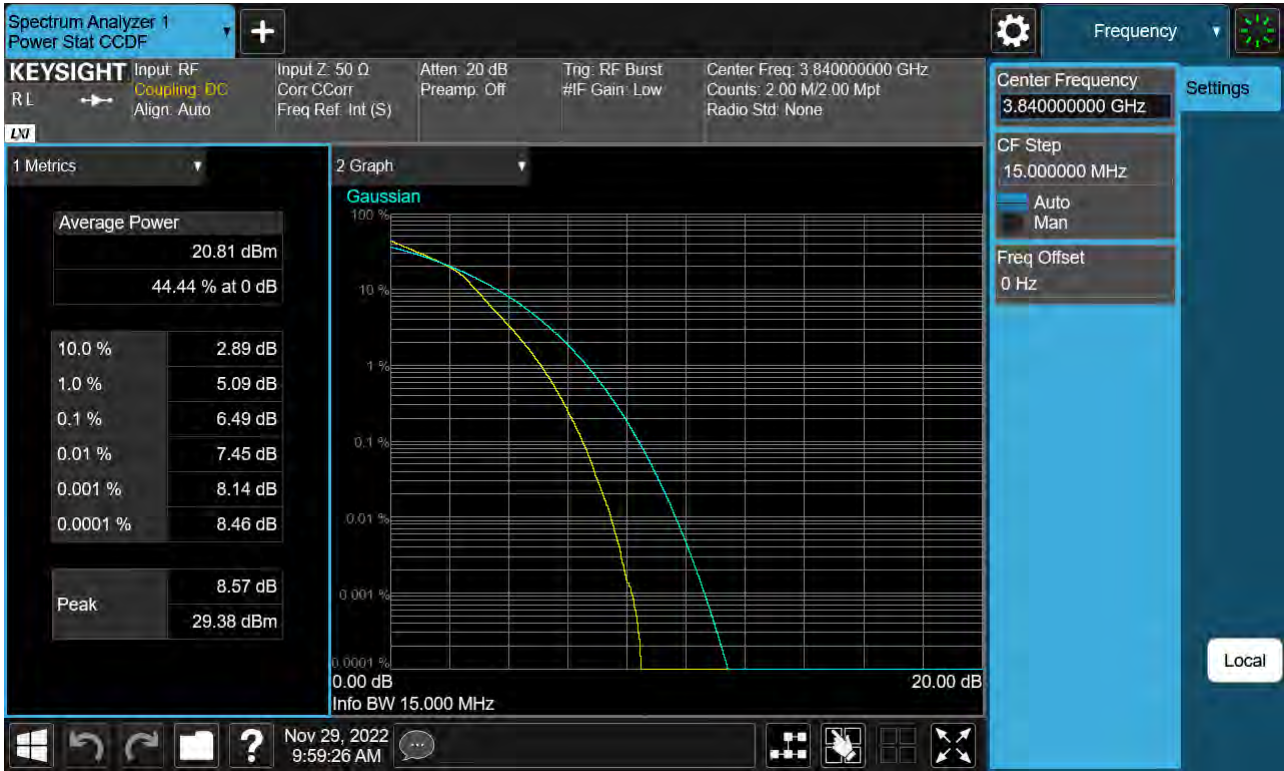 Spectrum Analyzer 1
Power Stat CCDF
+
Frequency
KEYSIGHT
R L
LXI
Input: RF
Coupling: DC
Align: Auto
Input Z: 50 Ω
Corr CCorr
Freq Ref: Int (S)
Atten: 20 dB
Preamp: Off
Trig: RF Burst
#IF Gain: Low
Center Freq: 3.840000000 GHz
Counts: 2.00 M/2.00 Mpt
Radio Std: None
Center Frequency
3.840000000 GHz
Settings
CF Step
15.000000 MHz
Auto
Man
Freq Offset
0 Hz
1 Metrics
Average Power
20.81 dBm
44.44 % at 0 dB
10.0 % 2.89 dB
1.0 % 5.09 dB
0.1 % 6.49 dB
0.01 % 7.45 dB
0.001 % 8.14 dB
0.0001 % 8.46 dB
Peak
8.57 dB
29.38 dBm
2 Graph
Gaussian
100 %
10 %
1 %
0.1 %
0.01 %
0.001 %
0.0001 %
0.00 dB 20.00 dB
Info BW 15.000 MHz
Local
?
Nov 29, 2022
9:59:26 AM